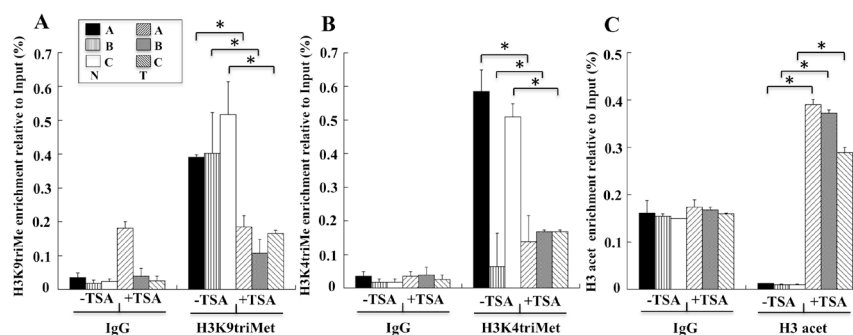 A
H3K9triMe enrichment relative to Input (%)
0.7
0.6
0.5
0.4
0.3
0.2
0.1
0
A A
B B
C C
N T
* * *
-TSA +TSA -TSA +TSA
IgG H3K9triMet
B
H3K4triMe enrichment relative to Input (%)
0.7
0.6
0.5
0.4
0.3
0.2
0.1
0
* * *
-TSA +TSA -TSA +TSA
IgG H3K4triMet
C
H3 acet enrichment relative to Input (%)
0.5
0.4
0.3
0.2
0.1
0
* * *
-TSA +TSA -TSA +TSA
IgG H3 acet